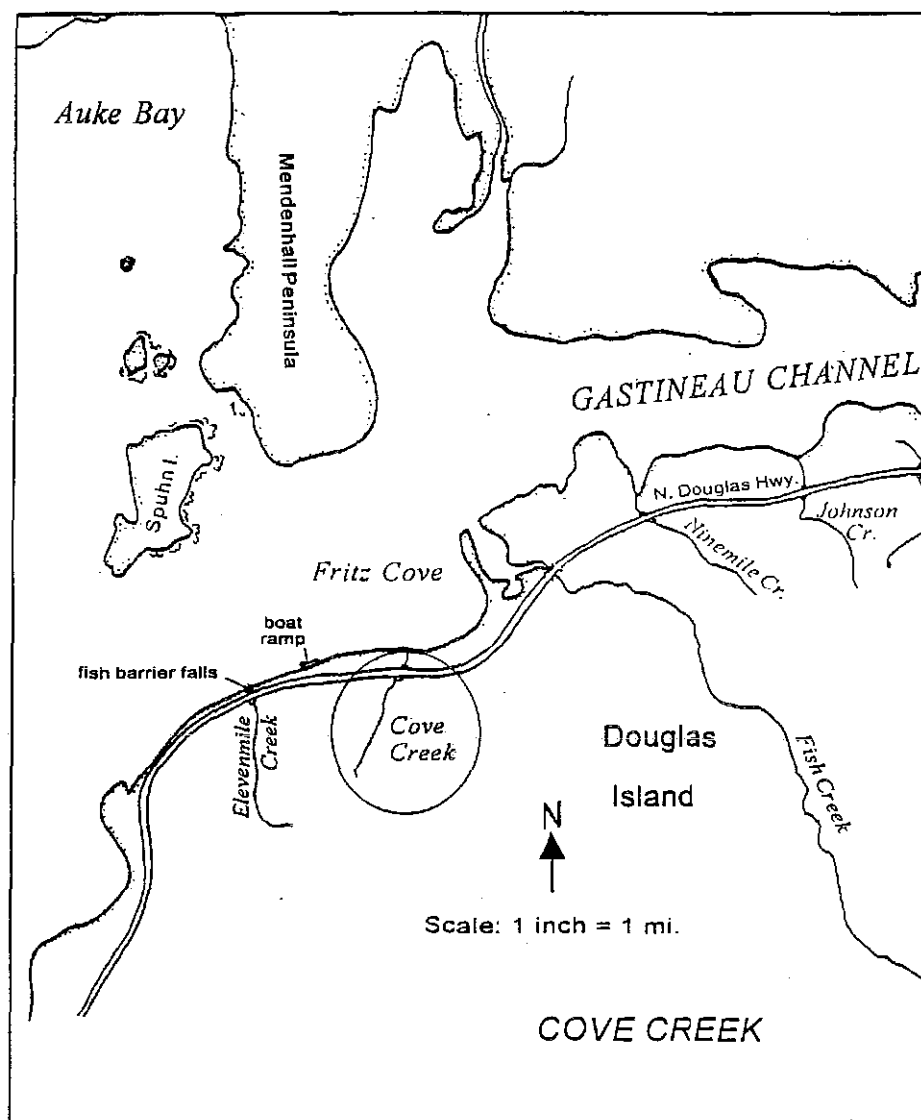 Auke Bay
Mendenhall Peninsula
GASTINEAU CHANNEL
Spuhn I.
N. Douglas Hwy.
Johnson
Cr.
Ninemile Cr.
Fritz Cove
boat
ramp
fish barrier falls
Elevenmile
Creek
Cove
Creek
Douglas
Island
Fish Creek
N
Scale: 1 inch = 1 mi.
COVE CREEK